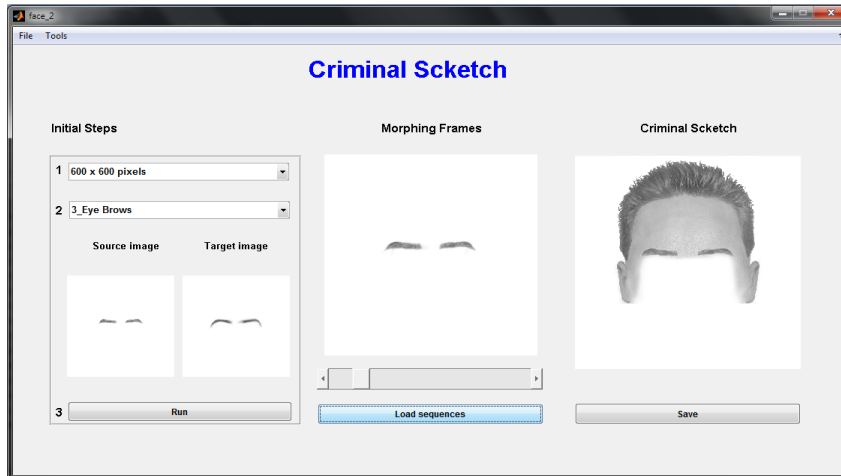 face_2
File Tools
Criminal Scketch
Initial Steps
Morphing Frames
Criminal Scketch
1 600 x 600 pixels
2 3_Eye Brows
Source image Target image
3 Run
Load sequences
Save